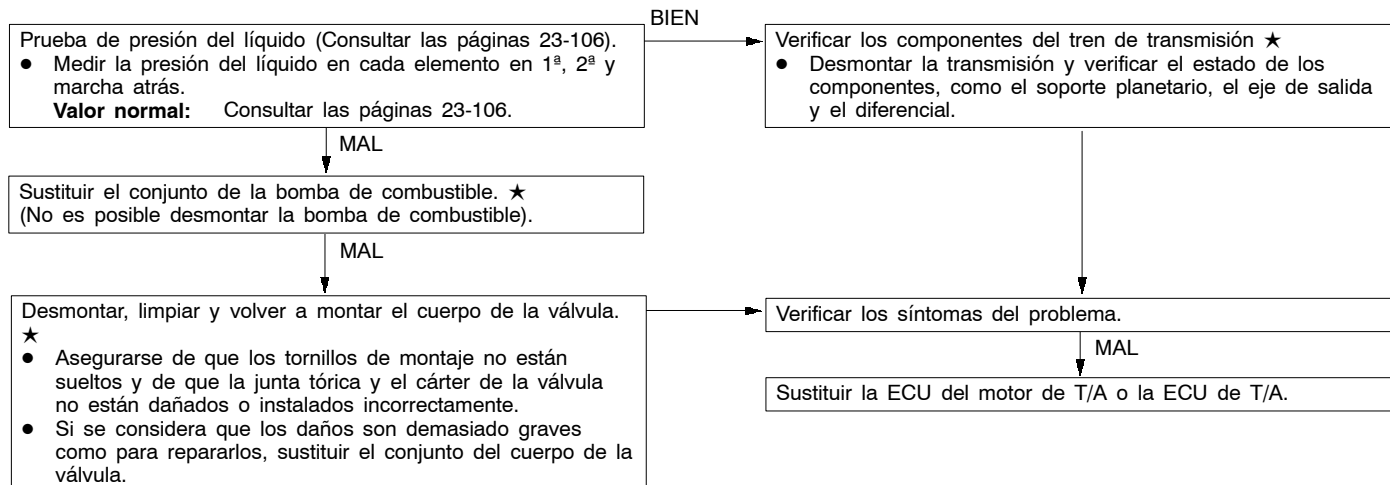 Prueba de presión del líquido (Consultar las páginas 23-106).
● Medir la presión del líquido en cada elemento en 1ª, 2ª y
marcha atrás.
Valor normal: Consultar las páginas 23-106.
BIEN
Verificar los componentes del tren de transmisión ★
● Desmontar la transmisión y verificar el estado de los
componentes, como el soporte planetario, el eje de salida
y el diferencial.
MAL
Sustituir el conjunto de la bomba de combustible. ★
(No es posible desmontar la bomba de combustible).
MAL
Desmontar, limpiar y volver a montar el cuerpo de la válvula.
★
● Asegurarse de que los tornillos de montaje no están
sueltos y de que la junta tórica y el cárter de la válvula
no están dañados o instalados incorrectamente.
● Si se considera que los daños son demasiado graves
como para repararlos, sustituir el conjunto del cuerpo de la
válvula.
Verificar los síntomas del problema.
MAL
Sustituir la ECU del motor de T/A o la ECU de T/A.